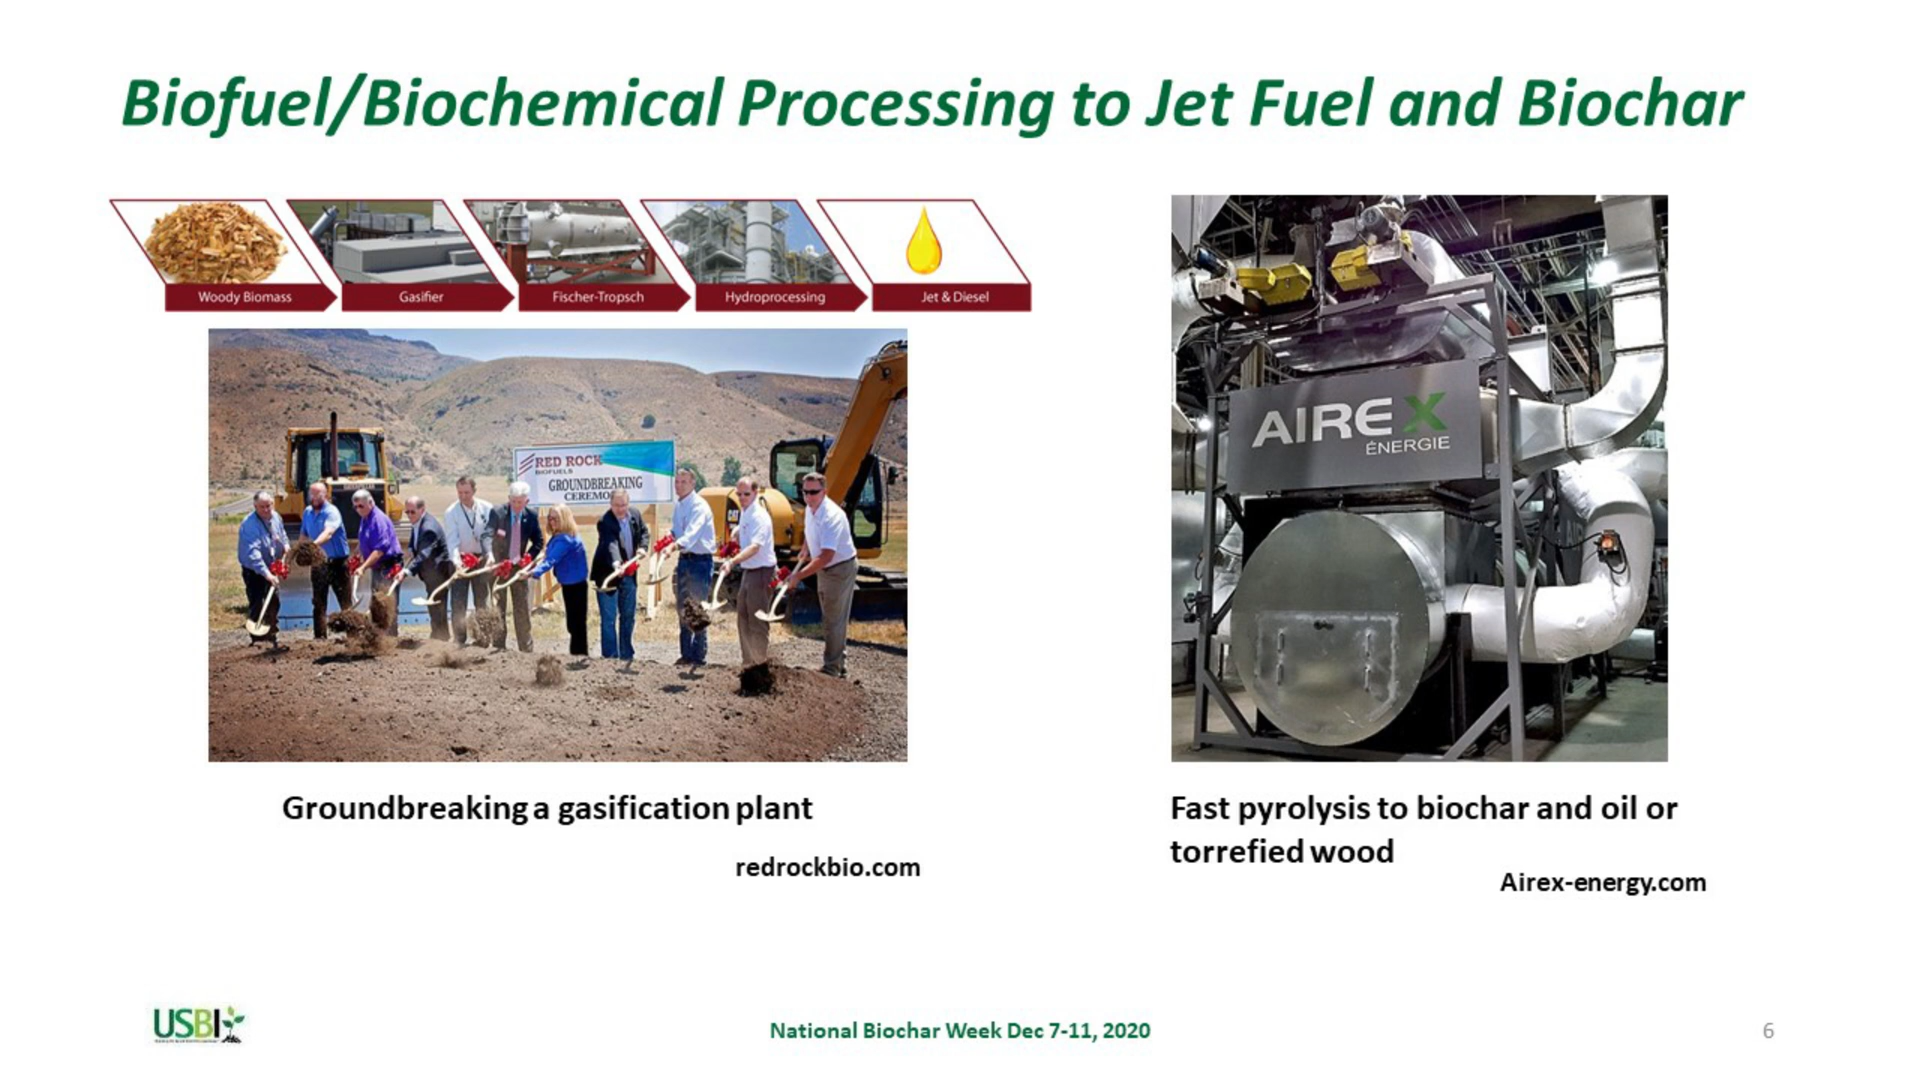 Biofuel/Biochemical Processing to Jet Fuel and Biochar
Woody Biomass
Gasifier
Fischer-Tropsch
Hydroprocessing
Jet & Diesel
RED ROCK
BIOFUELS
GROUNDBREAKING
CEREMO
CAT
AIREX
ÉNERGIE
Groundbreaking a gasification plant
redrockbio.com
Fast pyrolysis to biochar and oil or
torrefied wood
Airex-energy.com
USBI
National Biochar Week Dec 7-11, 2020
6